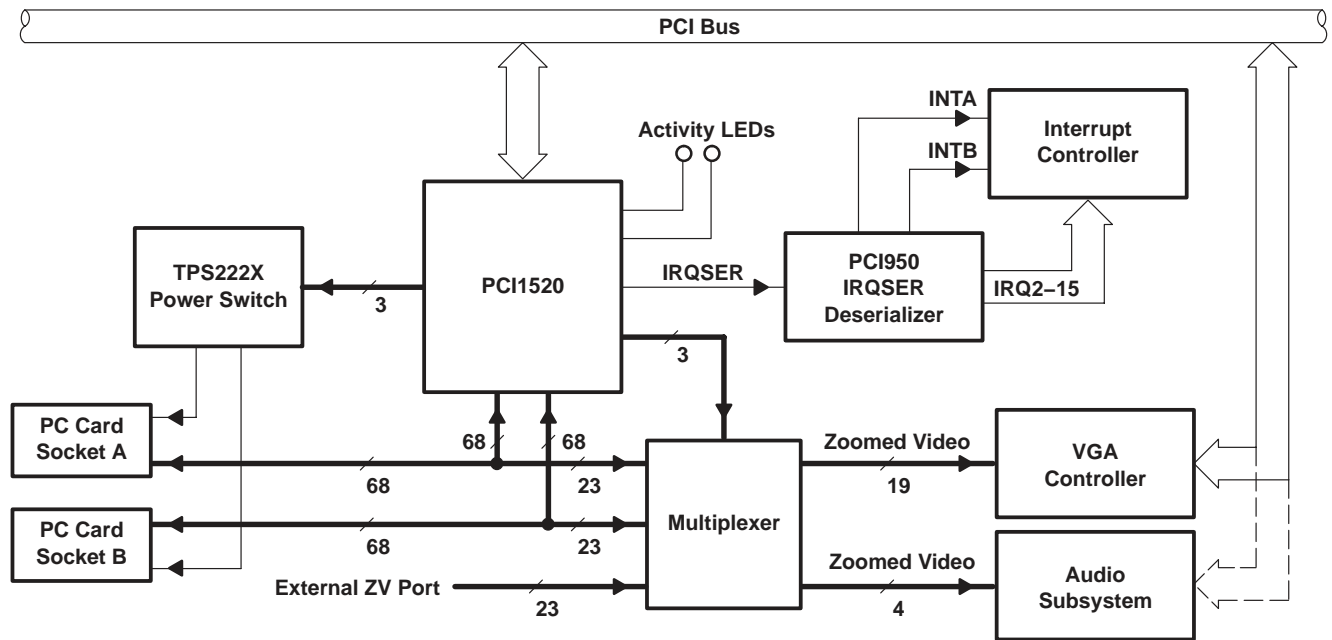 PCI Bus
Activity LEDs
INTA
INTB
Interrupt
Controller
TPS222X
Power Switch
3
PCI1520
IRQSER
PCI950
IRQSER
Deserializer
IRQ2–15
3
PC Card
Socket A
68
68
68
23
Zoomed Video
19
VGA
Controller
PC Card
Socket B
68
23
Multiplexer
External ZV Port
23
Zoomed Video
4
Audio
Subsystem